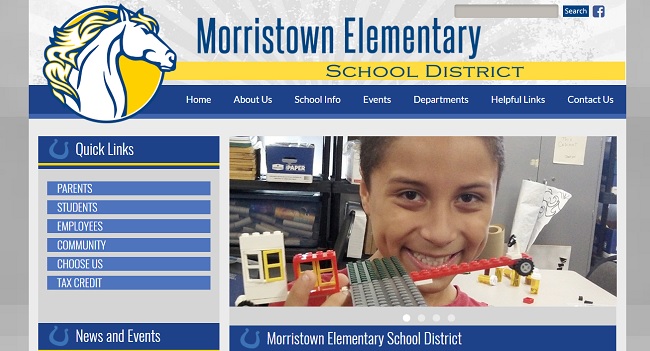 Morristown Elementary
Search
SCHOOL DISTRICT
Home About Us School Info Events Departments Helpful Links Contact Us
Quick Links
PARENTS
STUDENTS
EMPLOYEES
COMMUNITY
CHOOSE US
TAX CREDIT
News and Events
PAPER
Morristown Elementary School District